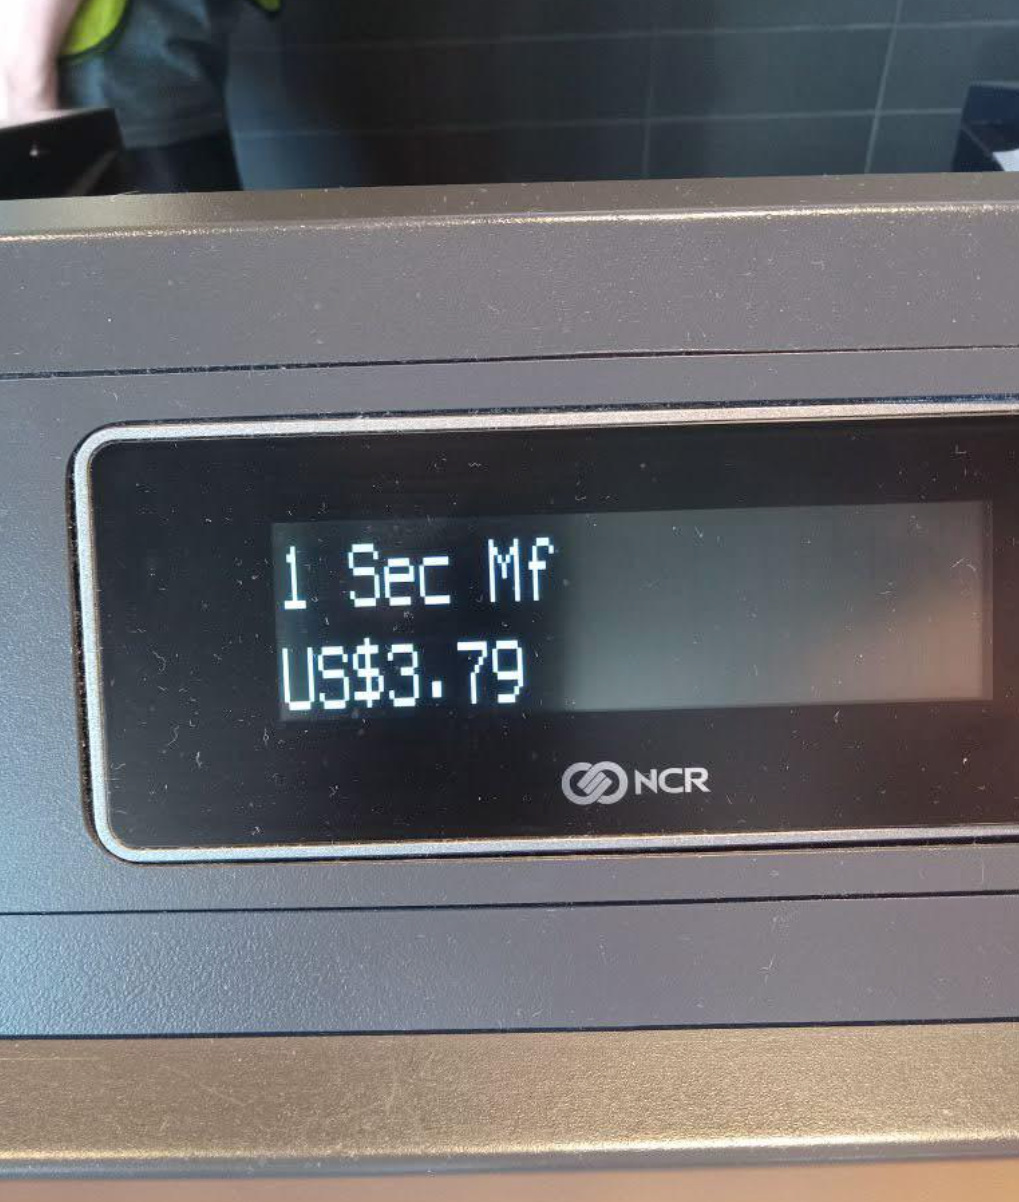 1 Sec Mf
US$3.79
NCR